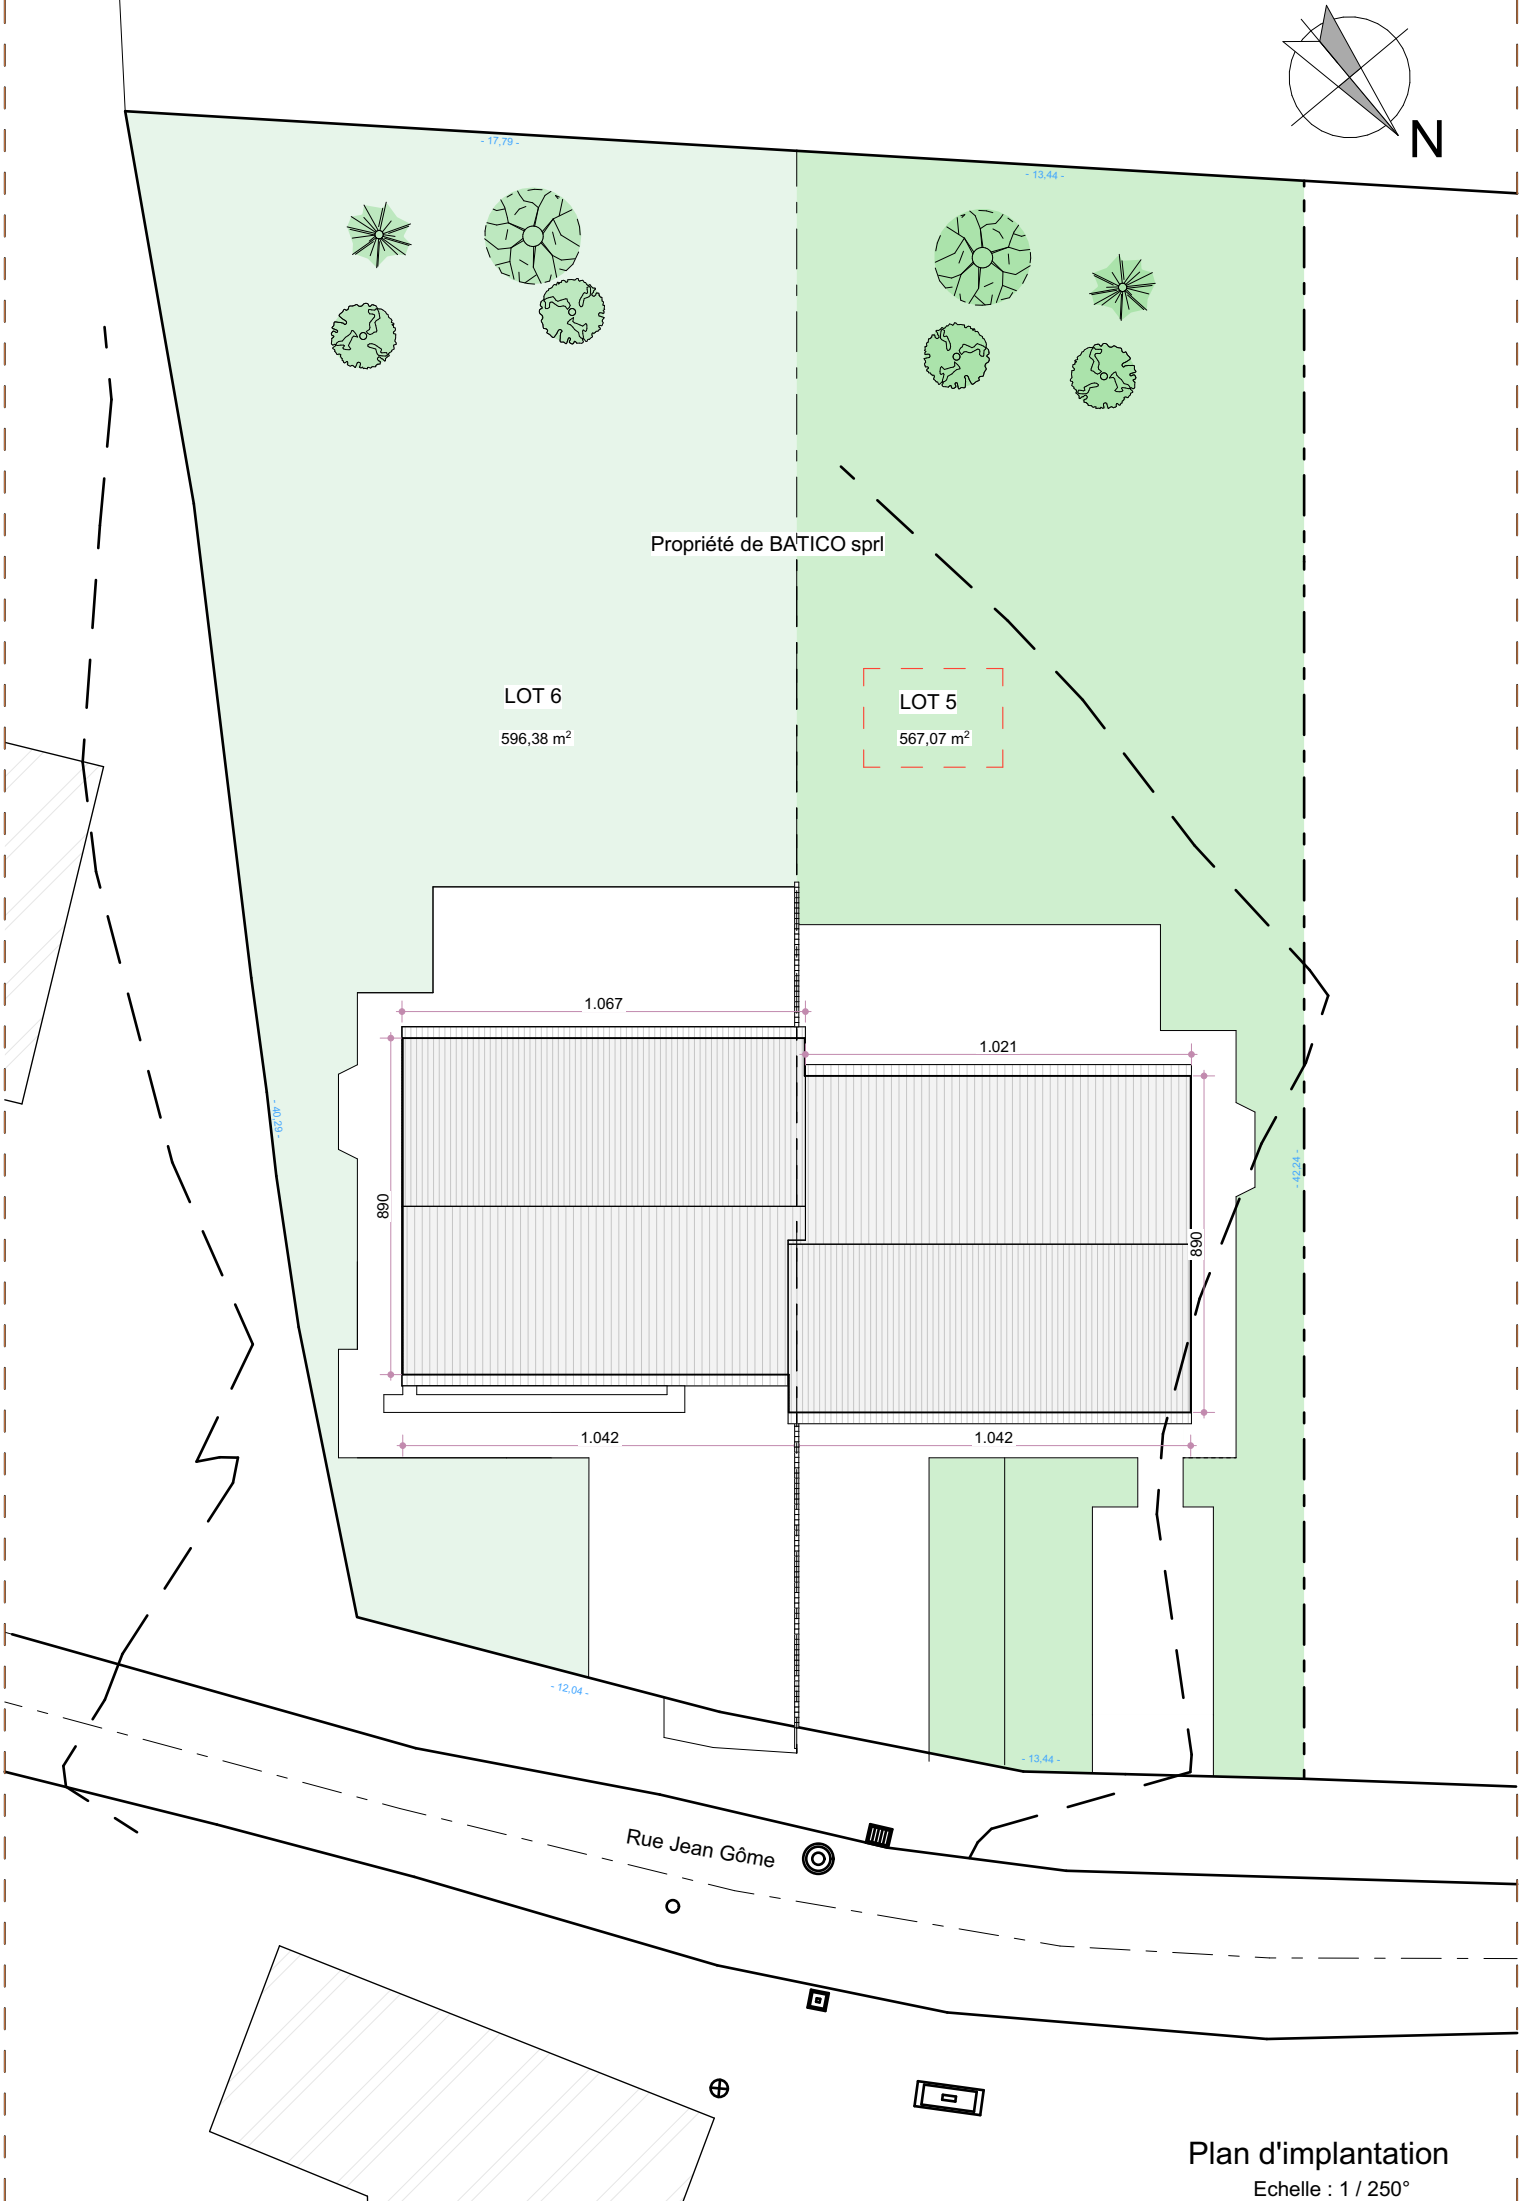 N
- 17,79 -
- 13,44 -
Propriété de BATICO sprl
LOT 6
596,38 m²
LOT 5
567,07 m²
1.067
1.021
- 40,29 -
- 42,24 -
890
890
1.042
1.042
- 12,04 -
- 13,44 -
Rue Jean Gôme
Plan d'implantation
Echelle : 1 / 250°